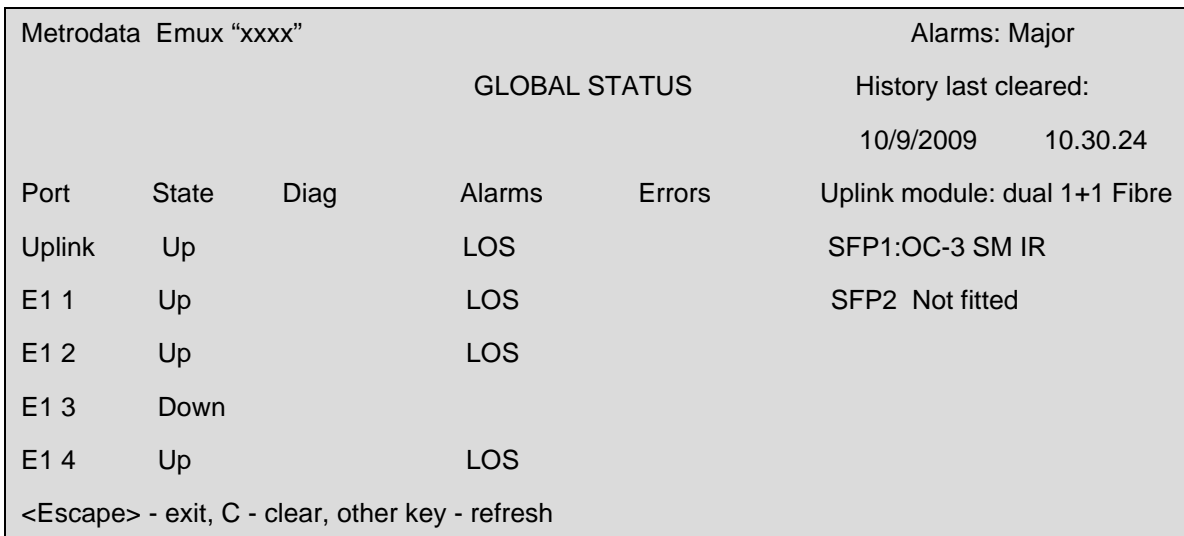 Metrodata Emux “xxxx” Alarms: Major
GLOBAL STATUS History last cleared:
10/9/2009 10.30.24
Port State Diag Alarms Errors Uplink module: dual 1+1 Fibre
Uplink Up LOS SFP1:OC-3 SM IR
E1 1 Up LOS SFP2 Not fitted
E1 2 Up LOS
E1 3 Down
E1 4 Up LOS
<Escape> - exit, C - clear, other key - refresh